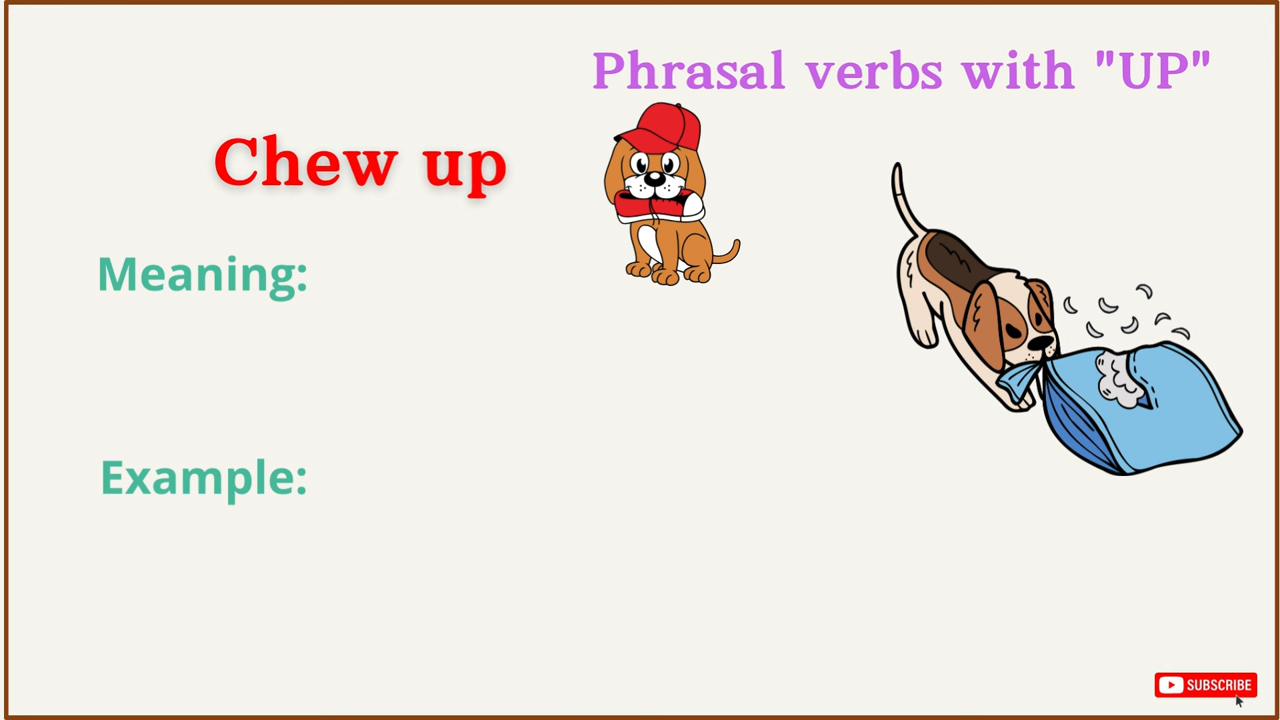 Phrasal verbs with "UP"
Chew up
Meaning:
Example:
SUBSCRIBE